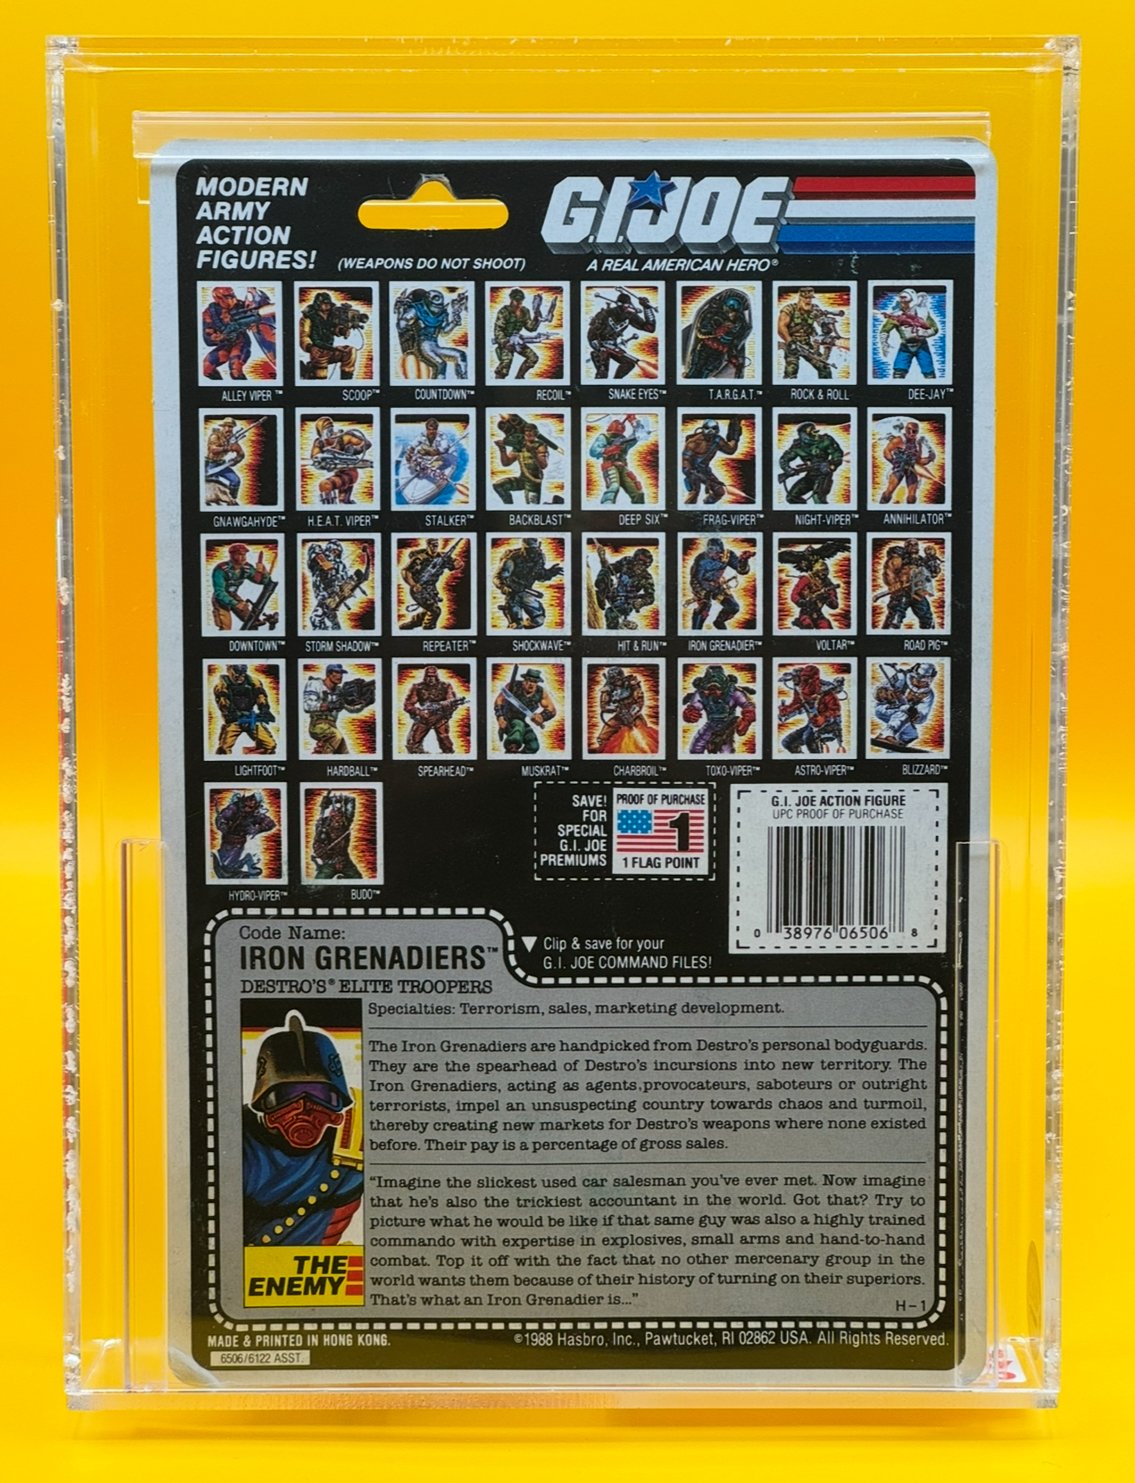 MODERN
ARMY
ACTION
FIGURES!
(WEAPONS DO NOT SHOOT)
G.I.JOE
A REAL AMERICAN HERO®
ALLEY VIPER™ SCOOP™ COUNTDOWN™ RECOIL™ SNAKE EYES™ T.A.R.G.A.T.™ ROCK & ROLL DEE-JAY™
GNAWGAHYDE™ H.E.A.T. VIPER™ STALKER™ BACKBLAST™ DEEP SIX™ FRAG-VIPER™ NIGHT-VIPER™ ANNIHILATOR™
DOWNTOWN™ STORM SHADOW™ REPEATER™ SHOCKWAVE™ HIT & RUN™ IRON GRENADIER™ VOLTAR™ ROAD PIG™
LIGHTFOOT™ HARDBALL™ SPEARHEAD™ MUSKRAT™ CHARBROIL™ TOXO-VIPER™ ASTRO-VIPER™ BLIZZARD™
HYDRO-VIPER™ BUDO™
SAVE!
FOR
SPECIAL
G.I. JOE
PREMIUMS
PROOF OF PURCHASE
1
1 FLAG POINT
G.I. JOE ACTION FIGURE
UPC PROOF OF PURCHASE
0 38976 06506 8
Clip & save for your
G.I. JOE COMMAND FILES!
Code Name:
IRON GRENADIERS™
DESTRO'S® ELITE TROOPERS
Specialties: Terrorism, sales, marketing development.
The Iron Grenadiers are handpicked from Destro's personal bodyguards.
They are the spearhead of Destro's incursions into new territory. The
Iron Grenadiers, acting as agents,provocateurs, saboteurs or outright
terrorists, impel an unsuspecting country towards chaos and turmoil,
thereby creating new markets for Destro's weapons where none existed
before. Their pay is a percentage of gross sales.
"Imagine the slickest used car salesman you've ever met. Now imagine
that he's also the trickiest accountant in the world. Got that? Try to
picture what he would be like if that same guy was also a highly trained
commando with expertise in explosives, small arms and hand-to-hand
combat. Top it off with the fact that no other mercenary group in the
world wants them because of their history of turning on their superiors.
That's what an Iron Grenadier is..."
THE
ENEMY
H-1
MADE & PRINTED IN HONG KONG.
©1988 Hasbro, Inc., Pawtucket, RI 02862 USA. All Rights Reserved.
6506/6122 ASST.